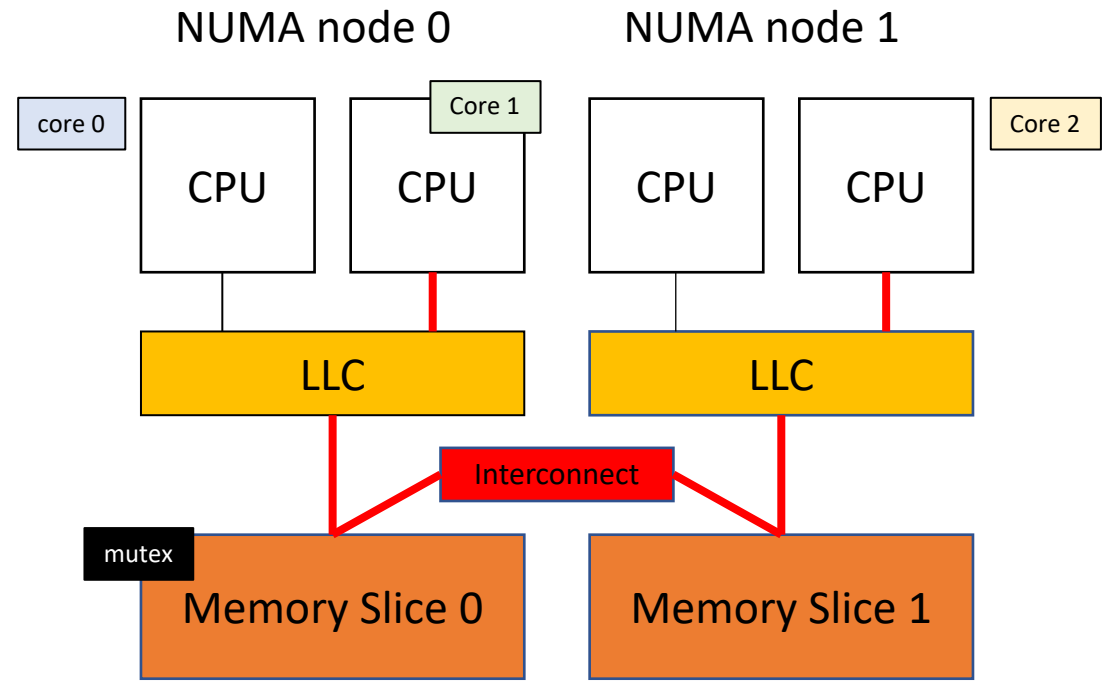 NUMA node 0
NUMA node 1
core 0
Core 1
Core 2
CPU
CPU
CPU
CPU
LLC
LLC
Interconnect
mutex
Memory Slice 0
Memory Slice 1